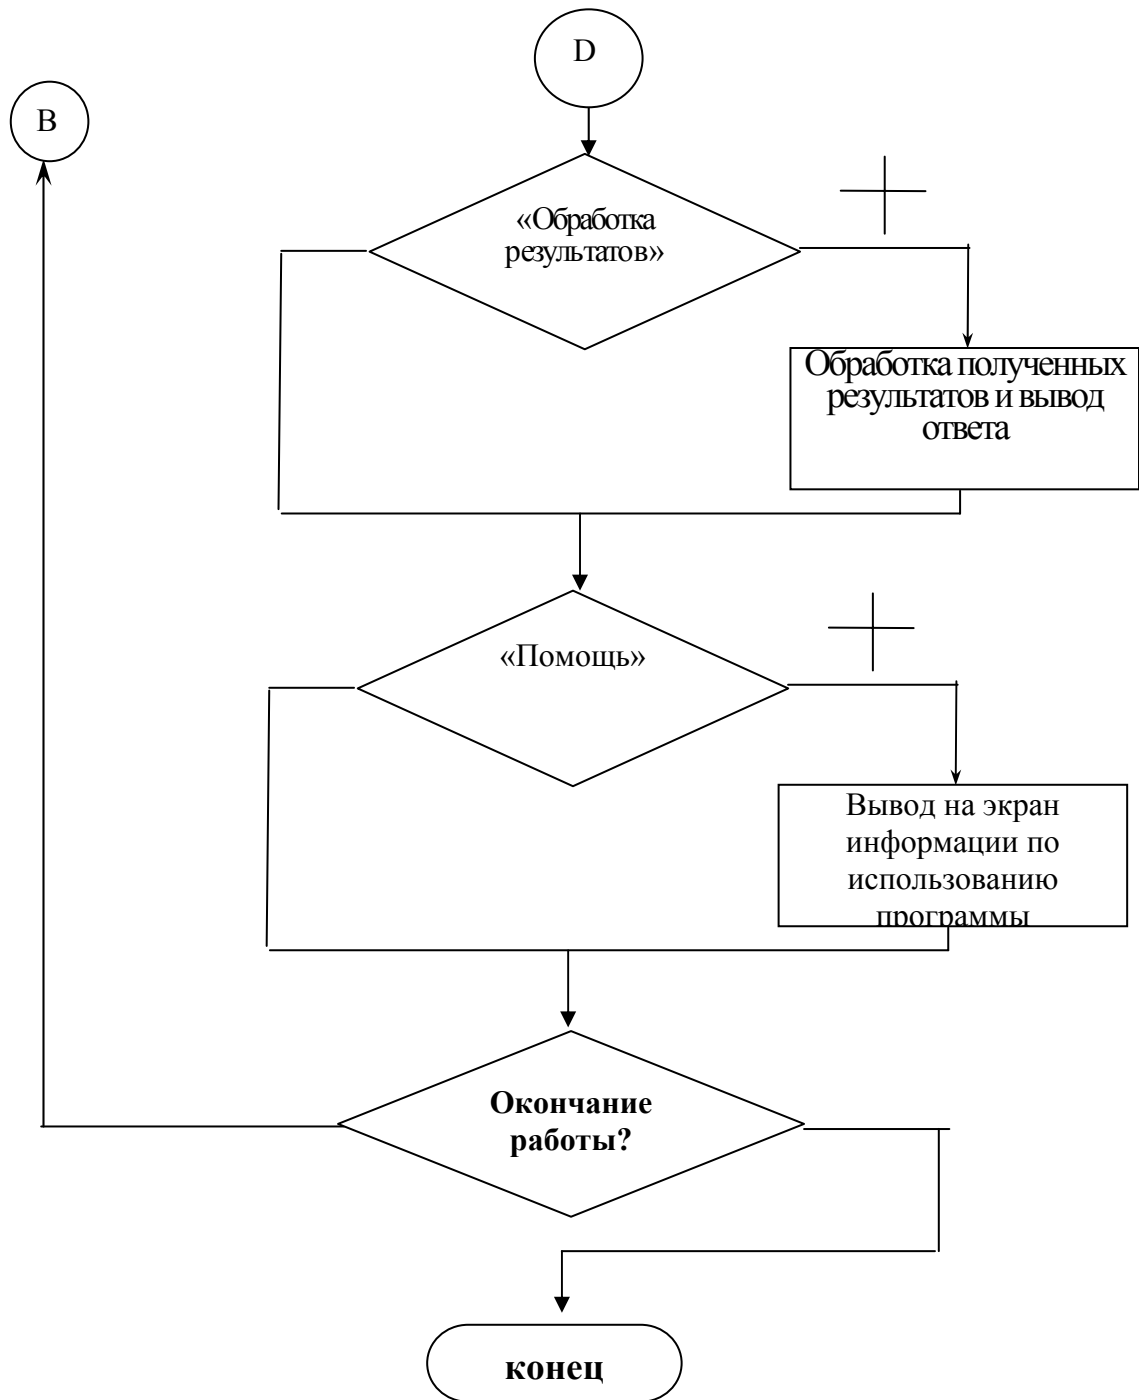 D
B
«Обработка
результатов»
Обработка полученных
результатов и вывод
ответа
«Помощь»
Вывод на экран
информации по
использованию
программы
Окончание
работы?
конец